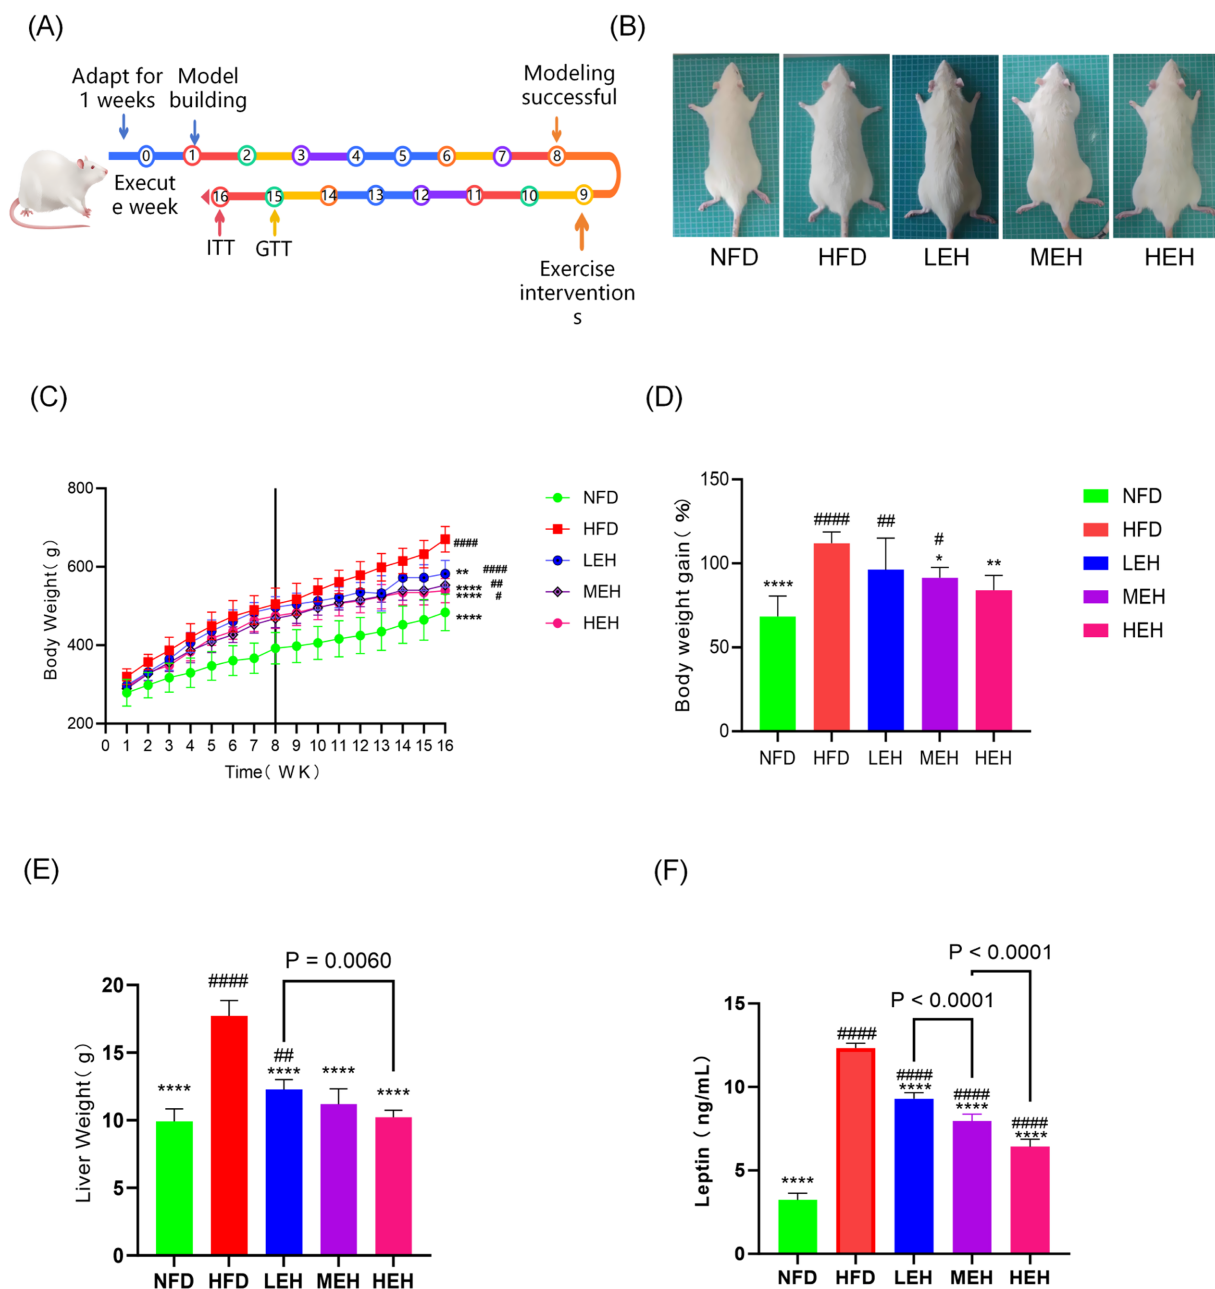 (A)
Adapt for
1 weeks
Model
building
Modeling
successful
0 1 2 3 4 5 6 7 8
Execut
e week
16 15 14 13 12 11 10 9
ITT
GTT
Exercise
intervention
s
(B)
NFD HFD LEH MEH HEH
(C)
Body Weight(g)
800
600
400
200
0 1 2 3 4 5 6 7 8 9 10 11 12 13 14 15 16
Time( WK)
NFD
HFD
LEH
MEH
HEH
####
** ####
**** ##
**** #
****
(D)
Body weight gain( %)
150
100
50
0
****
####
##
#
*
**
NFD HFD LEH MEH HEH
NFD
HFD
LEH
MEH
HEH
(E)
P = 0.0060
Liver Weight( g)
20
15
10
5
0
****
####
##
****
****
****
NFD HFD LEH MEH HEH
(F)
P < 0.0001
P < 0.0001
Leptin ( ng/mL)
15
10
5
0
****
####
####
****
####
****
####
****
NFD HFD LEH MEH HEH